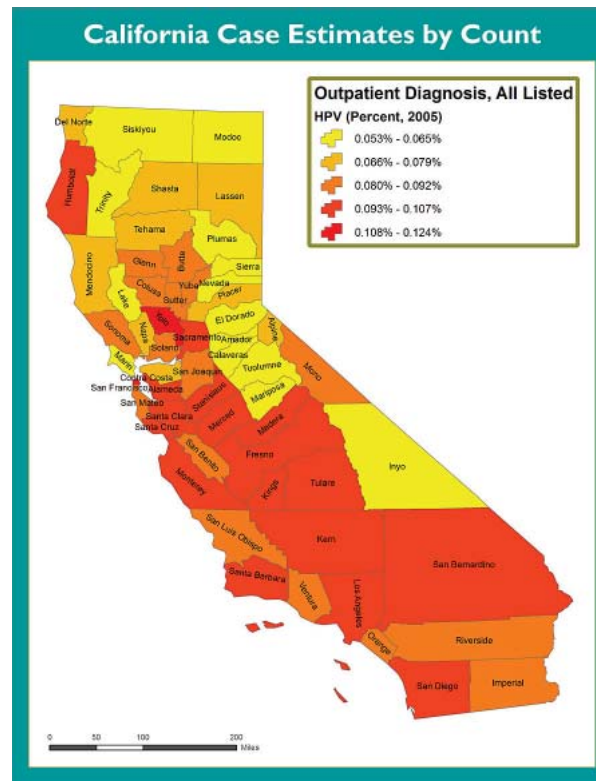 California Case Estimates by Count
Outpatient Diagnosis, All Listed
HPV (Percent, 2005)
0.053% - 0.065%
0.066% - 0.079%
0.080% - 0.092%
0.093% - 0.107%
0.108% - 0.124%
Del Norte
Siskiyou
Modoc
Humboldt
Trinity
Shasta
Lassen
Tehama
Plumas
Mendocino
Glenn
Butte
Sierra
Lake
Colusa
Yuba
Nevada
Sutter
Placer
Yolo
El Dorado
Sonoma
Napa
Sacramento
Alpine
Amador
Solano
Marin
Calaveras
Contra Costa
San Joaquin
Tuolumne
Mono
San Francisco
Alameda
Mariposa
San Mateo
Stanislaus
Santa Clara
Merced
Madera
Santa Cruz
San Benito
Fresno
Inyo
Monterey
Kings
Tulare
San Luis Obispo
Kern
San Bernardino
Santa Barbara
Ventura
Los Angeles
Orange
Riverside
San Diego
Imperial
0 50 100 200
Miles